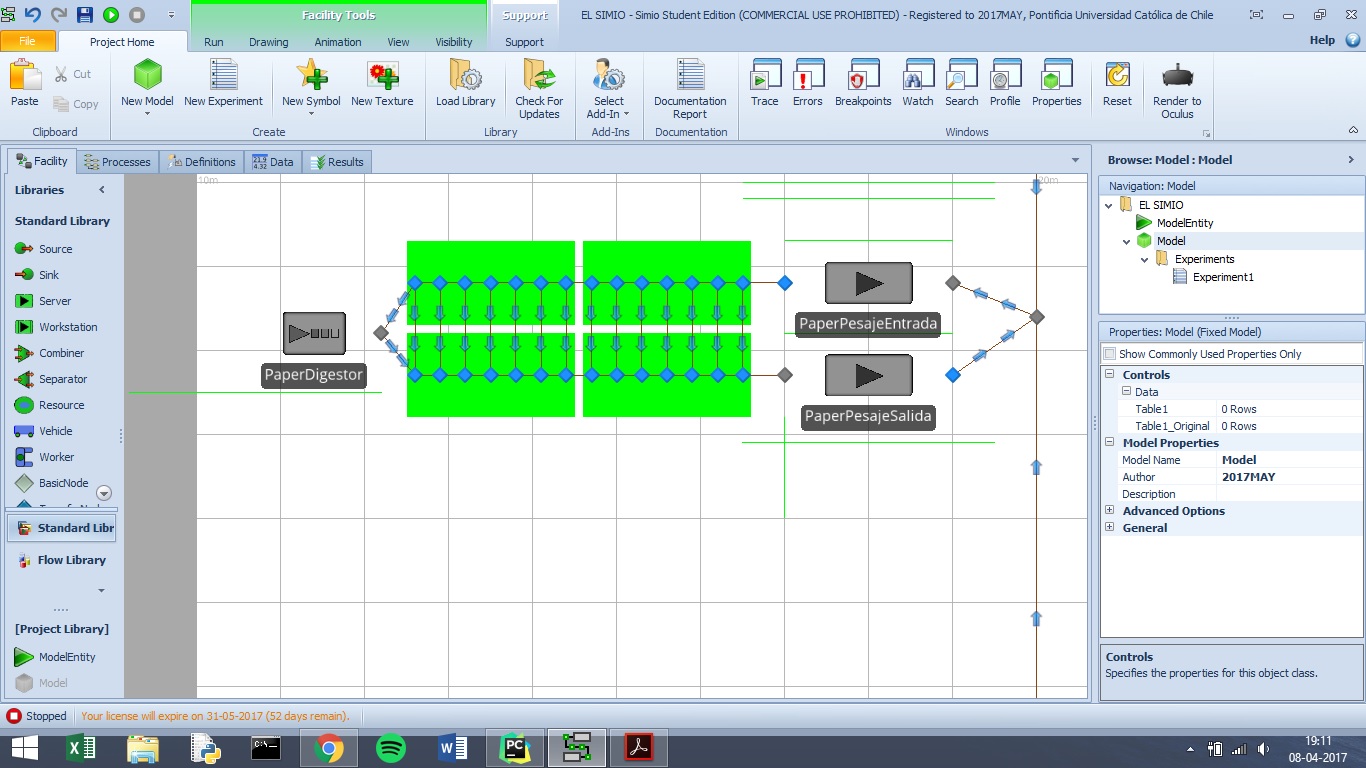 Facility Tools
Support
EL SIMIO - Simio Student Edition (COMMERCIAL USE PROHIBITED) - Registered to 2017MAY, Pontificia Universidad Católica de Chile
File
Project Home
Run
Drawing
Animation
View
Visibility
Support
Help
Paste
Cut
Copy
Clipboard
New Model
New Experiment
New Symbol
New Texture
Create
Load Library
Check For
Updates
Library
Select
Add-In
Add-Ins
Documentation
Report
Documentation
Trace
Errors
Breakpoints
Watch
Search
Profile
Properties
Windows
Reset
Render to
Oculus
Facility
Processes
Definitions
Data
Results
Libraries
Standard Library
Source
Sink
Server
Workstation
Combiner
Separator
Resource
Vehicle
Worker
BasicNode
Standard Libr
Flow Library
[Project Library]
ModelEntity
Model
10m
20m
PaperDigestor
PaperPesajeEntrada
PaperPesajeSalida
Browse: Model : Model
Navigation: Model
EL SIMIO
ModelEntity
Model
Experiments
Experiment1
Properties: Model (Fixed Model)
Show Commonly Used Properties Only
Controls
Data
Table1 0 Rows
Table1_Original 0 Rows
Model Properties
Model Name Model
Author 2017MAY
Description
Advanced Options
General
Controls
Specifies the properties for this object class.
Stopped
Your license will expire on 31-05-2017 (52 days remain).
19:11
08-04-2017